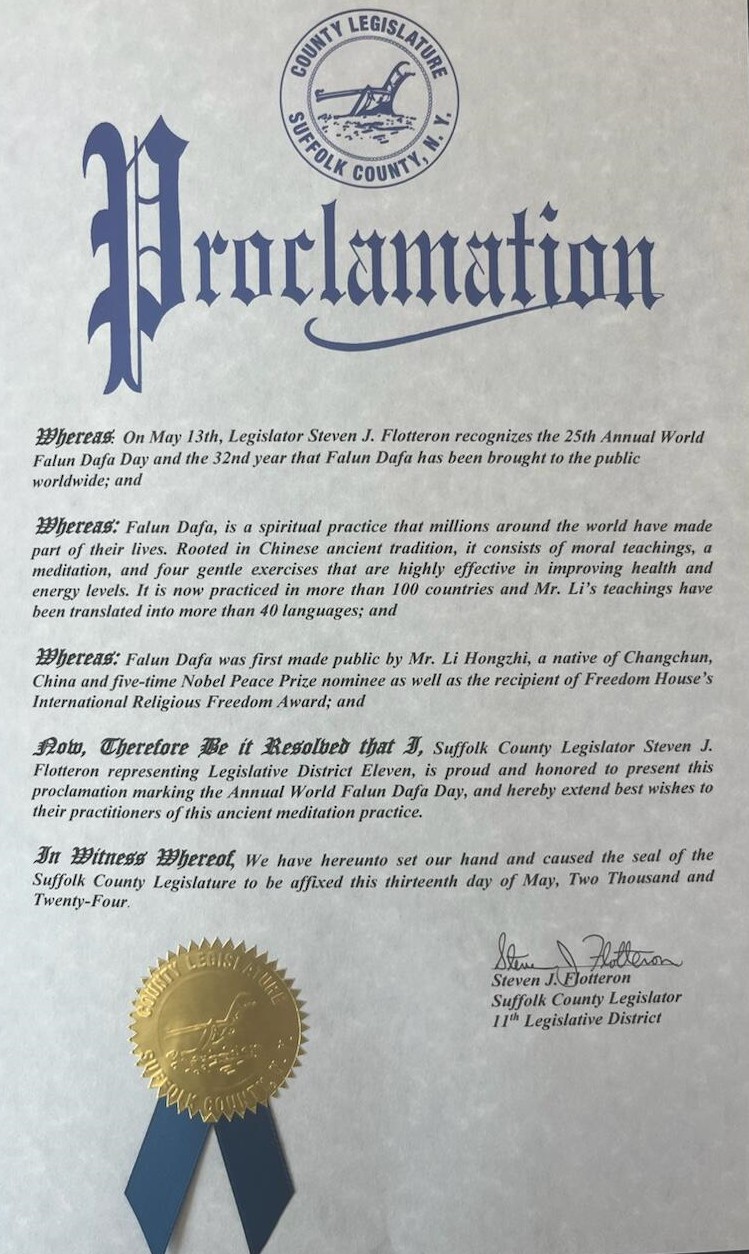 COUNTY LEGISLATURE
SUFFOLK COUNTY, N. Y.
Proclamation
Whereas: On May 13th, Legislator Steven J. Flotteron recognizes the 25th Annual World
Falun Dafa Day and the 32nd year that Falun Dafa has been brought to the public
worldwide; and
Whereas: Falun Dafa, is a spiritual practice that millions around the world have made
part of their lives. Rooted in Chinese ancient tradition, it consists of moral teachings, a
meditation, and four gentle exercises that are highly effective in improving health and
energy levels. It is now practiced in more than 100 countries and Mr. Li's teachings have
been translated into more than 40 languages; and
Whereas: Falun Dafa was first made public by Mr. Li Hongzhi, a native of Changchun,
China and five-time Nobel Peace Prize nominee as well as the recipient of Freedom House's
International Religious Freedom Award; and
Now, Therefore Be it Resolved that I, Suffolk County Legislator Steven J.
Flotteron representing Legislative District Eleven, is proud and honored to present this
proclamation marking the Annual World Falun Dafa Day, and hereby extend best wishes to
their practitioners of this ancient meditation practice.
In Witness Whereof, We have hereunto set our hand and caused the seal of the
Suffolk County Legislature to be affixed this thirteenth day of May, Two Thousand and
Twenty-Four.
Steven J. Flotteron
Steven J. Flotteron
Suffolk County Legislator
11th Legislative District
COUNTY LEGISLATURE
SUFFOLK COUNTY, N.